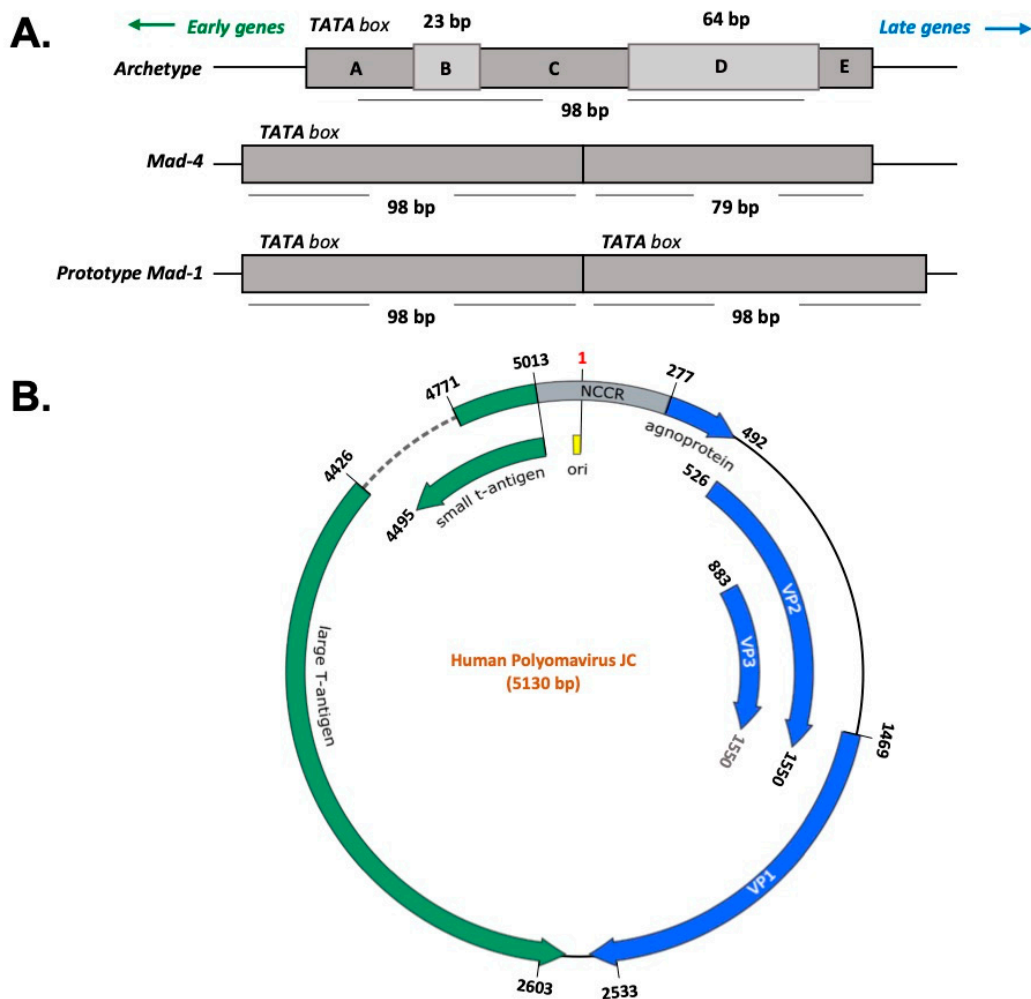 A.
Early genes
TATA box
23 bp
64 bp
Late genes
Archetype
A
B
C
D
E
98 bp
TATA box
Mad-4
98 bp
79 bp
TATA box
TATA box
Prototype Mad-1
98 bp
98 bp
B.
5013
1
277
4771
NCCR
agnoprotein
492
4426
small t-antigen
ori
4495
526
883
VP2
VP3
large T-antigen
Human Polyomavirus JC
(5130 bp)
1550
1550
1469
VP1
2603
2533